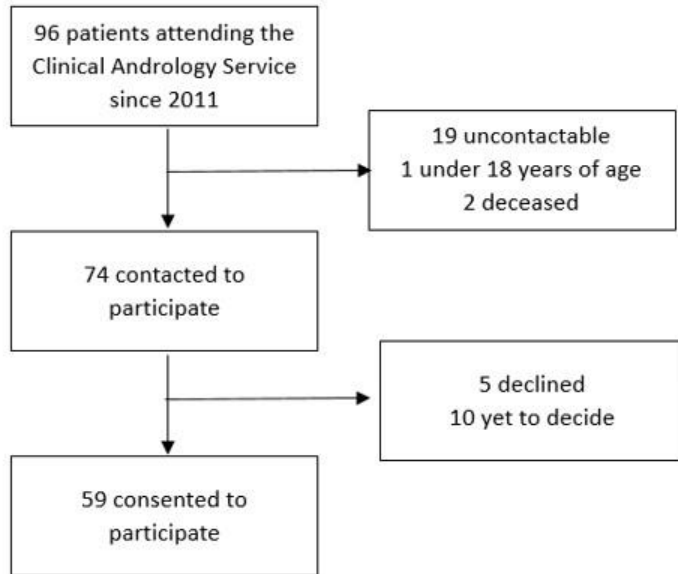 96 patients attending the
Clinical Andrology Service
since 2011
19 uncontactable
1 under 18 years of age
2 deceased
74 contacted to
participate
5 declined
10 yet to decide
59 consented to
participate